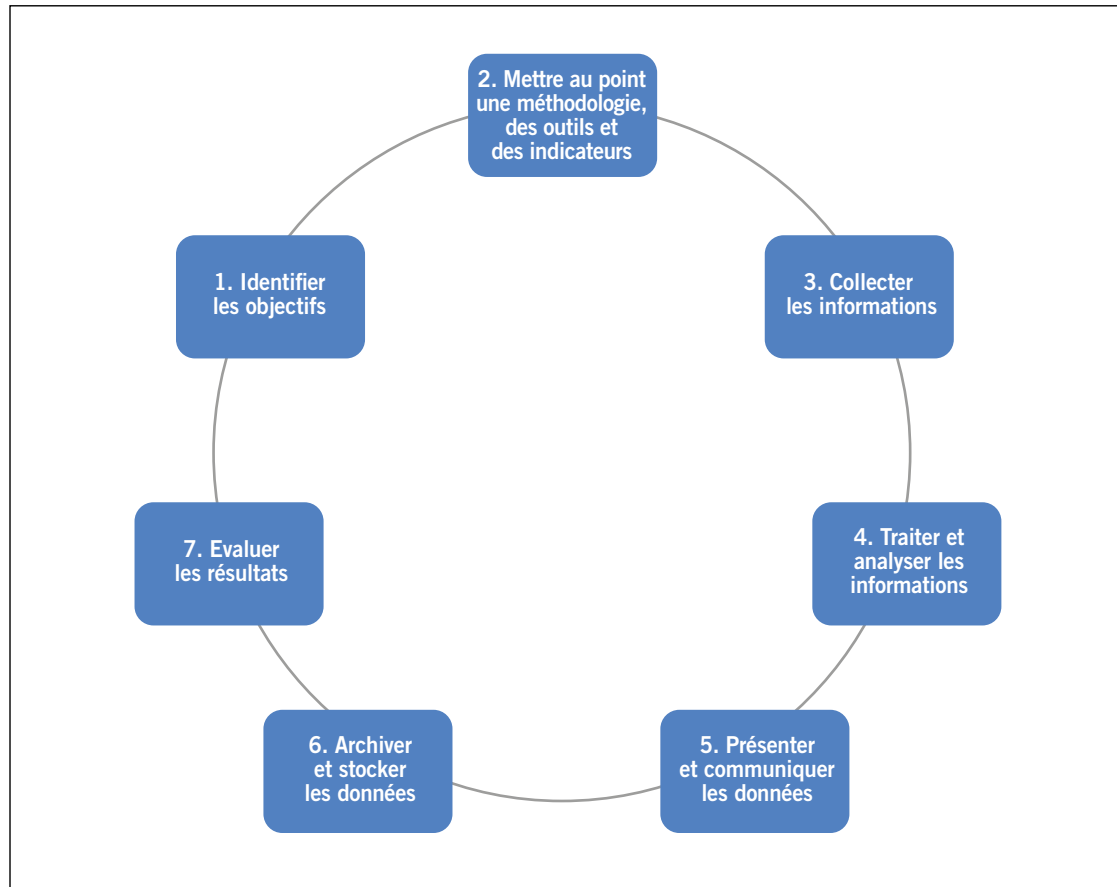 1. Identifier
les objectifs
2. Mettre au point
une méthodologie,
des outils et
des indicateurs
3. Collecter
les informations
4. Traiter et
analyser les
informations
5. Présenter
et communiquer
les données
6. Archiver
et stocker
les données
7. Evaluer
les résultats